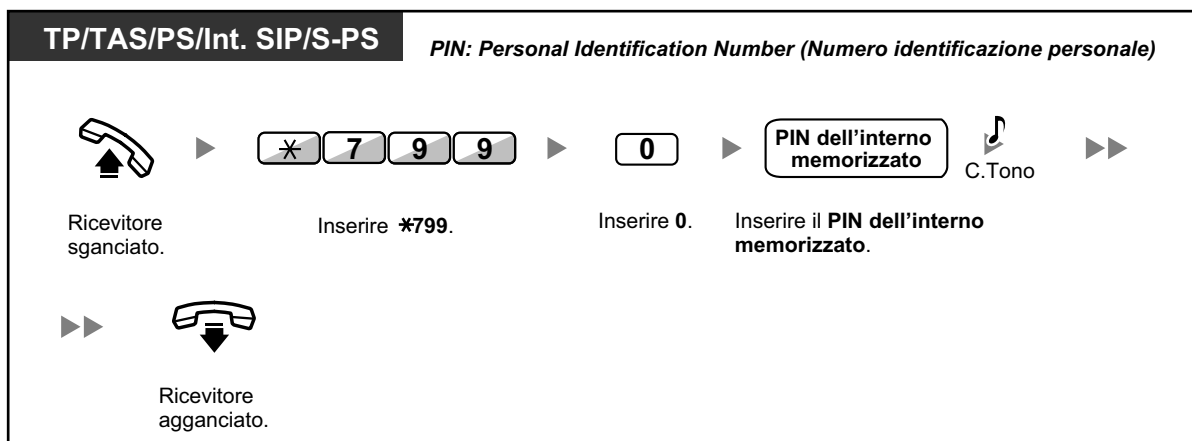 TP/TAS/PS/Int. SIP/S-PS
PIN: Personal Identification Number (Numero identificazione personale)
* 7 9 9
0
PIN dell'interno
memorizzato
C.Tono
Ricevitore
sganciato.
Inserire *799.
Inserire 0.
Inserire il PIN dell'interno
memorizzato.
Ricevitore
agganciato.